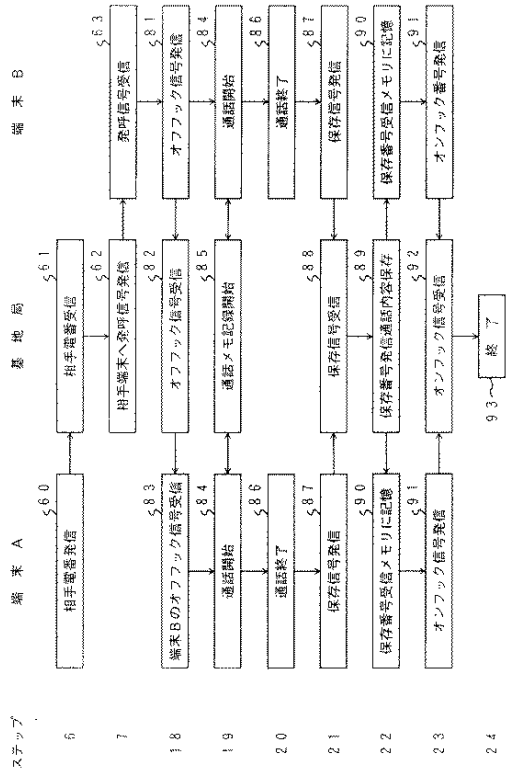 ステップ 端末 A 基地局 端末 B
6 相手電番発信 60 相手電番受信 61
7 相手端末へ発呼信号発信 62 発呼信号受信 63
18 端末Bのオフフック信号受信 83 オフフック信号受信 82 オフフック信号発信 81
19 通話開始 84 通話メモ記録開始 85 通話開始 84
20 通話終了 86 通話終了 86
21 保存信号発信 87 保存信号受信 88 保存信号発信 87
22 保存番号受信メモリに記憶 90 保存番号発信通話内容保存 89 保存番号受信メモリに記憶 90
23 オンフック信号発信 91 オンフック信号受信 92 オンフック番号発信 91
24 93 終了